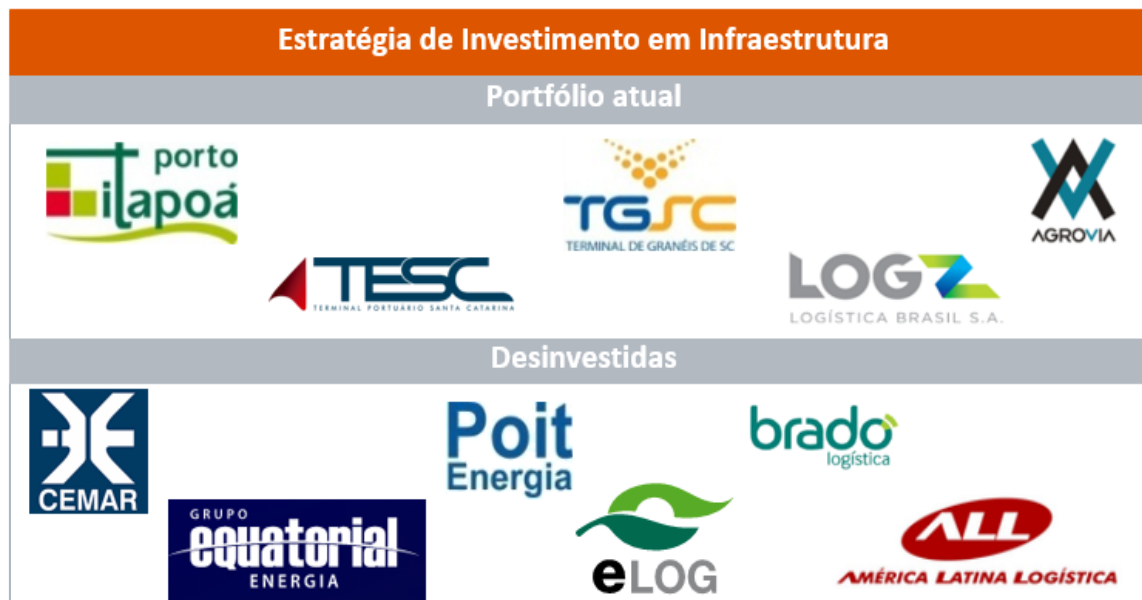 Estratégia de Investimento em Infraestrutura
Portfólio atual
porto
itapoá
TGSC
TERMINAL DE GRANÉIS DE SC
AGROVIA
TESC
TERMINAL PORTUÁRIO SANTA CATARINA
LOGZ
LOGÍSTICA BRASIL S.A.
Desinvestidas
CEMAR
Poit
Energia
brado
logística
GRUPO
equatorial
ENERGIA
eLOG
ALL
AMÉRICA LATINA LOGÍSTICA